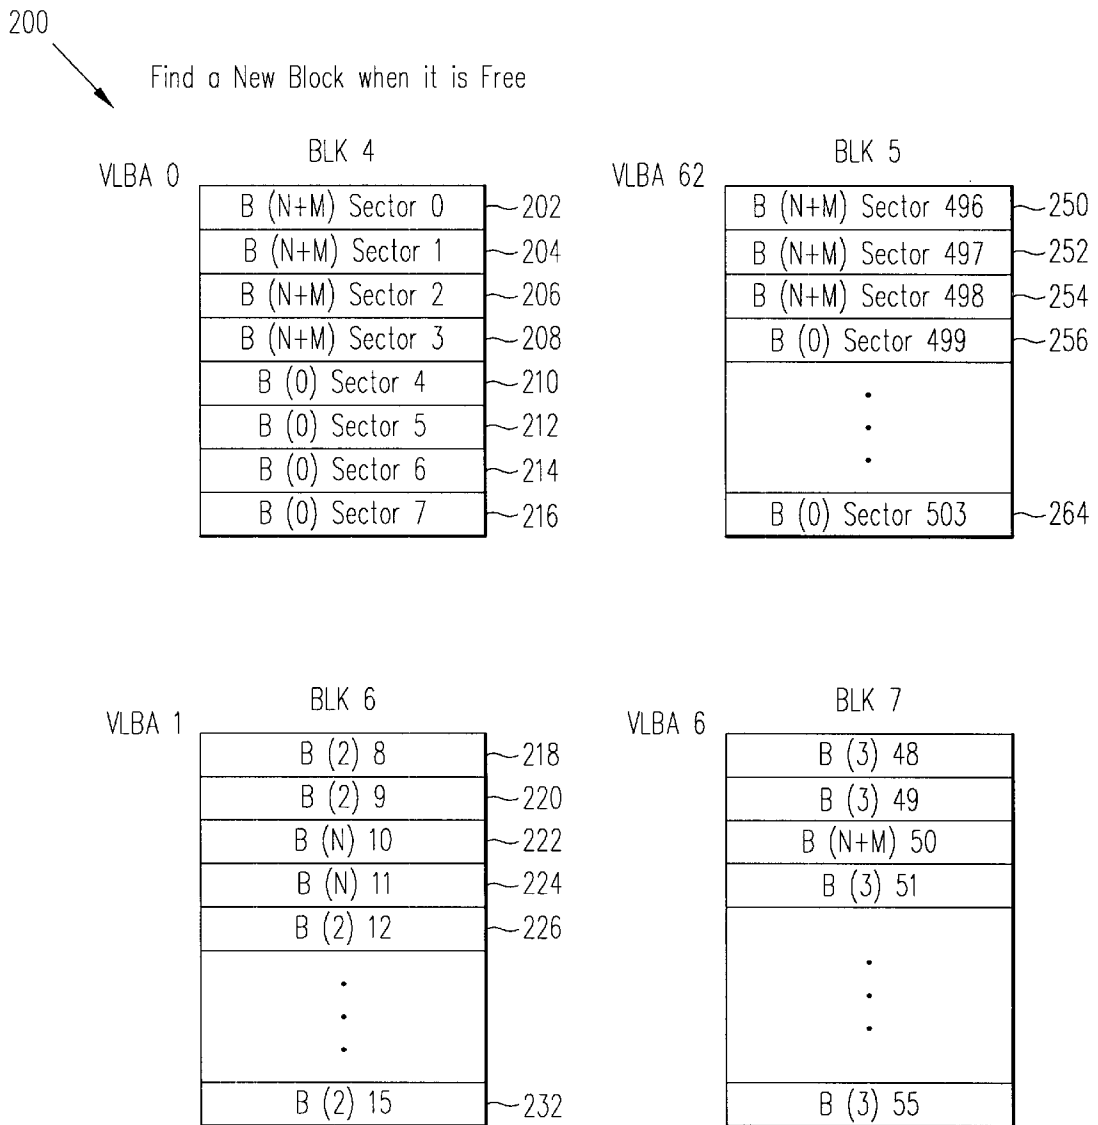 200
Find a New Block when it is Free
BLK 4
VLBA 0
B (N+M) Sector 0 202
B (N+M) Sector 1 204
B (N+M) Sector 2 206
B (N+M) Sector 3 208
B (0) Sector 4 210
B (0) Sector 5 212
B (0) Sector 6 214
B (0) Sector 7 216
BLK 5
VLBA 62
B (N+M) Sector 496 250
B (N+M) Sector 497 252
B (N+M) Sector 498 254
B (0) Sector 499 256
B (0) Sector 503 264
BLK 6
VLBA 1
B (2) 8 218
B (2) 9 220
B (N) 10 222
B (N) 11 224
B (2) 12 226
B (2) 15 232
BLK 7
VLBA 6
B (3) 48
B (3) 49
B (N+M) 50
B (3) 51
B (3) 55